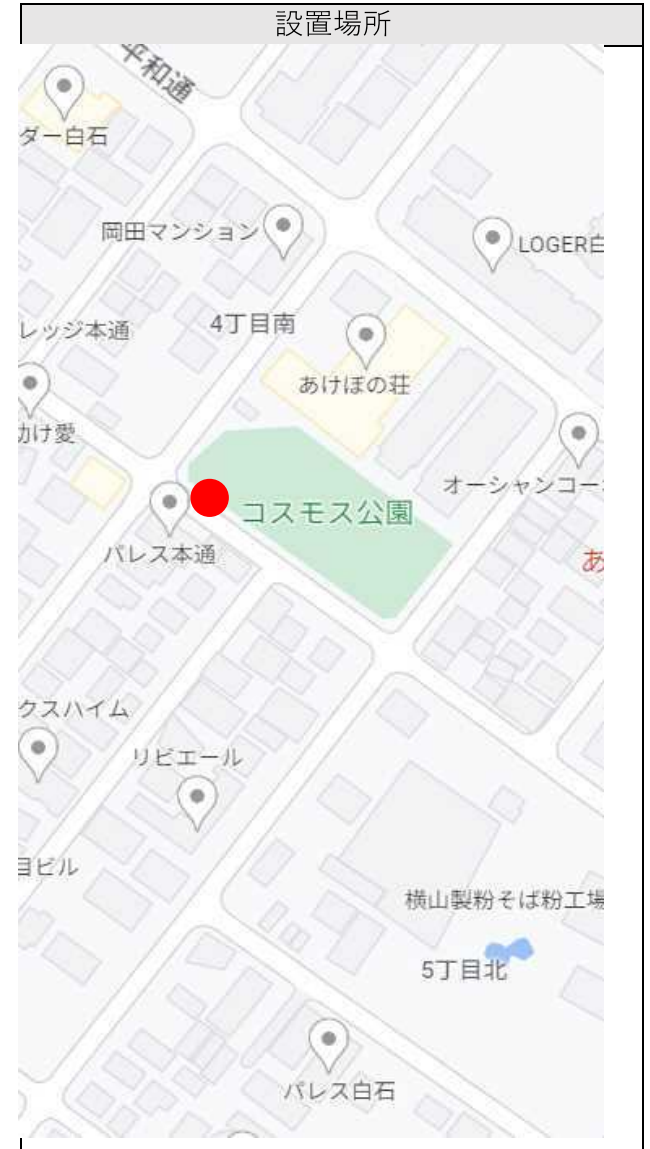 設置場所
平和通
ダー白石
岡田マンション
LOGER白
4丁目南
レッジ本通
あけぼの荘
助け愛
オーシャンコー
コスモス公園
パレス本通
あ
クスハイム
リビエール
目ビル
横山製粉そば粉工場
5丁目北
パレス白石